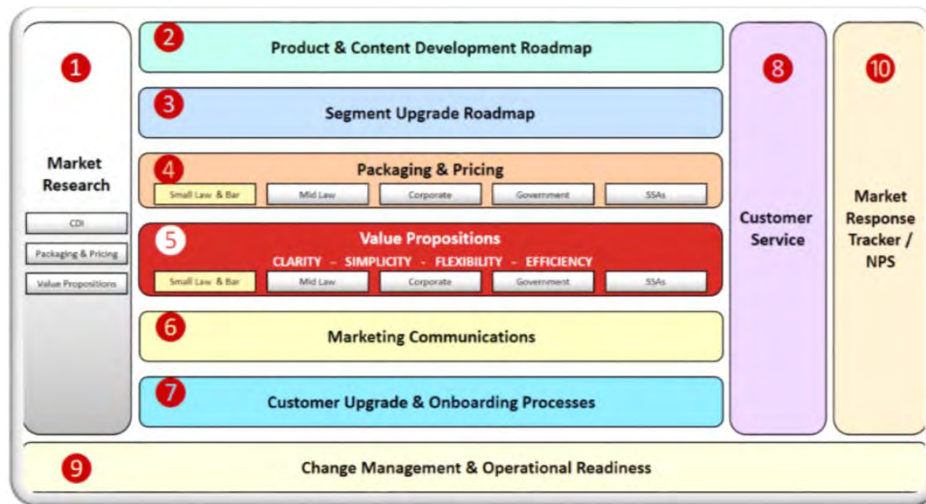 1
Market
Research
CDI
Packaging & Pricing
Value Propositions
2
Product & Content Development Roadmap
3
Segment Upgrade Roadmap
4
Packaging & Pricing
Small Law & Bar
Mid Law
Corporate
Government
SSAs
5
Value Propositions
CLARITY - SIMPLICITY - FLEXIBILITY - EFFICIENCY
Small Law & Bar
Mid Law
Corporate
Government
SSAs
6
Marketing Communications
7
Customer Upgrade & Onboarding Processes
8
Customer
Service
10
Market
Response
Tracker /
NPS
9
Change Management & Operational Readiness